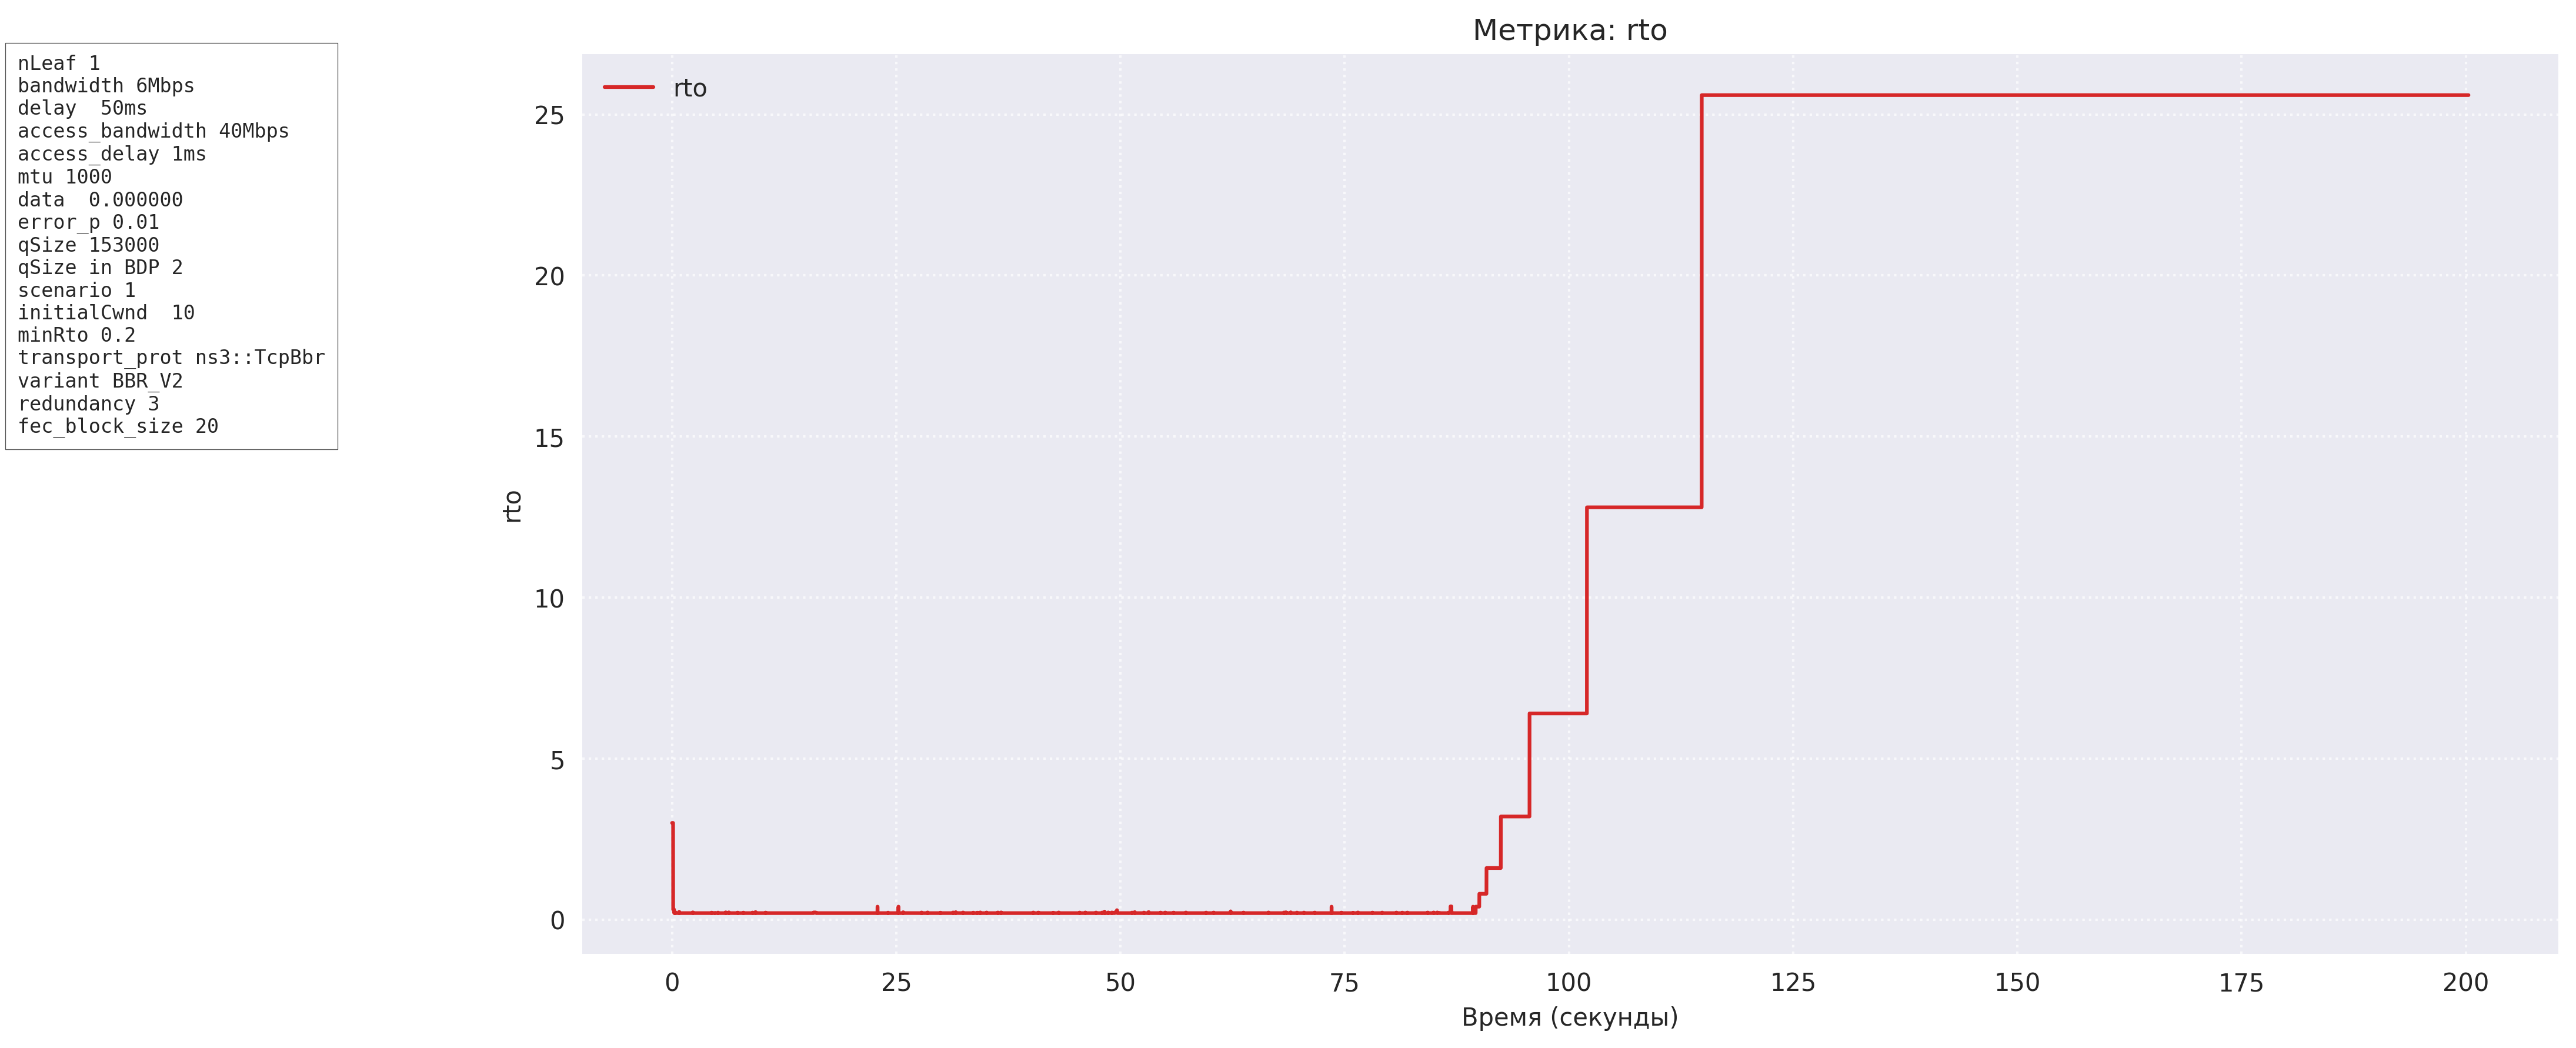 Метрика: rto
nLeaf 1
bandwidth 6Mbps
delay  50ms
access_bandwidth 40Mbps
access_delay 1ms
mtu 1000
data  0.000000
error_p 0.01
qSize 153000
qSize in BDP 2
scenario 1
initialCwnd  10
minRto 0.2
transport_prot ns3::TcpBbr
variant BBR_V2
redundancy 3
fec_block_size 20
rto
25
20
15
10
5
0
rto
0 25 50 75 100 125 150 175 200
Время (секунды)